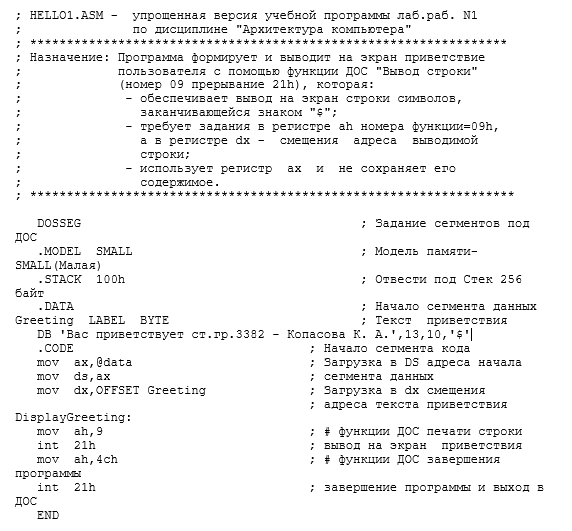 ; HELLO1.ASM - упрощенная версия учебной программы лаб.раб. N1
; по дисциплине "Архитектура компьютера"
; *****************************************************************
; Назначение: Программа формирует и выводит на экран приветствие
; пользователя с помощью функции ДОС "Вывод строки"
; (номер 09 прерывание 21h), которая:
; - обеспечивает вывод на экран строки символов,
; заканчивающейся знаком "$";
; - требует задания в регистре ah номера функции=09h,
; а в регистре dx - смещения адреса выводимой
; строки;
; - использует регистр ax и не сохраняет его
; содержимое.
; ******************************************************************
DOSSEG ; Задание сегментов под
ДОС
.MODEL SMALL ; Модель памяти-
SMALL(Малая)
.STACK 100h ; Отвести под Стек 256
байт
.DATA ; Начало сегмента данных
Greeting LABEL BYTE ; Текст приветствия
DB 'Вас приветствует ст.гр.3382 - Копасова К. А.',13,10,'$'
.CODE ; Начало сегмента кода
mov ax,@data ; Загрузка в DS адреса начала
mov ds,ax ; сегмента данных
mov dx,OFFSET Greeting ; Загрузка в dx смещения
; адреса текста приветствия
DisplayGreeting:
mov ah,9 ; # функции ДОС печати строки
int 21h ; вывод на экран приветствия
mov ah,4ch ; # функции ДОС завершения
программы
int 21h ; завершение программы и выход в
ДОС
END